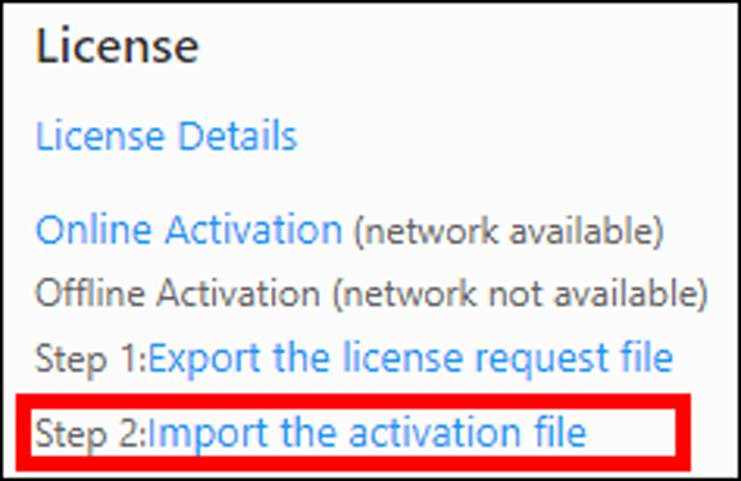 License
License Details
Online Activation (network available)
Offline Activation (network not available)
Step 1:Export the license request file
Step 2:Import the activation file